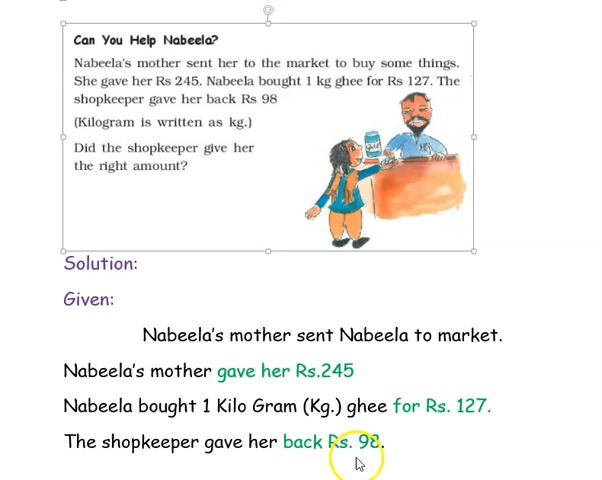 Can You Help Nabeela?
Nabeela's mother sent her to the market to buy some things.
She gave her Rs 245. Nabeela bought 1 kg ghee for Rs 127. The
shopkeeper gave her back Rs 98
(Kilogram is written as kg.)
Did the shopkeeper give her
the right amount?
Solution:
Given:
Nabeela's mother sent Nabeela to market.
Nabeela's mother gave her Rs.245
Nabeela bought 1 Kilo Gram (Kg.) ghee for Rs. 127.
The shopkeeper gave her back Rs. 98.